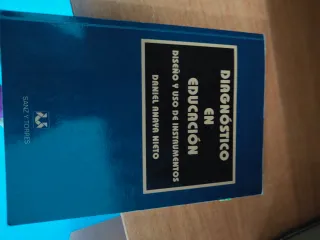 DIAGNÓSTICO
EN
EDUCACIÓN
DISEÑO Y USO DE INSTRUMENTOS
DANIEL ANAYA NIETO
SANZ Y TORRES